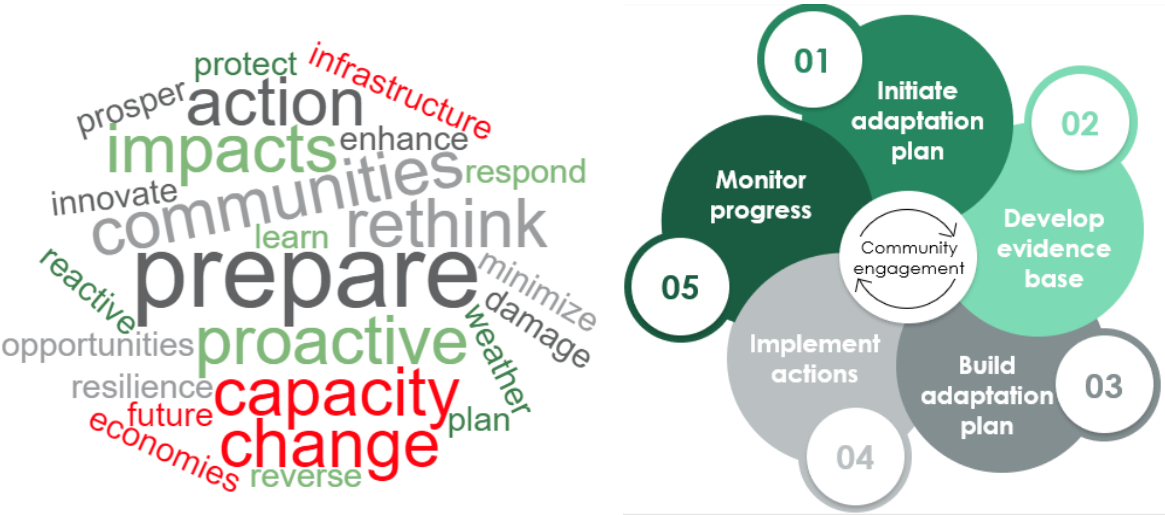 protect
infrastructure
prosper
action
impacts
enhance
communities
respond
innovate
rethink
learn
prepare
minimize
reactive
damage
weather
proactive
opportunities
resilience
capacity
future
plan
economies
change
reverse
01
Initiate
adaptation
plan
02
Develop
evidence
base
03
Build
adaptation
plan
04
Implement
actions
05
Monitor
progress
Community
engagement